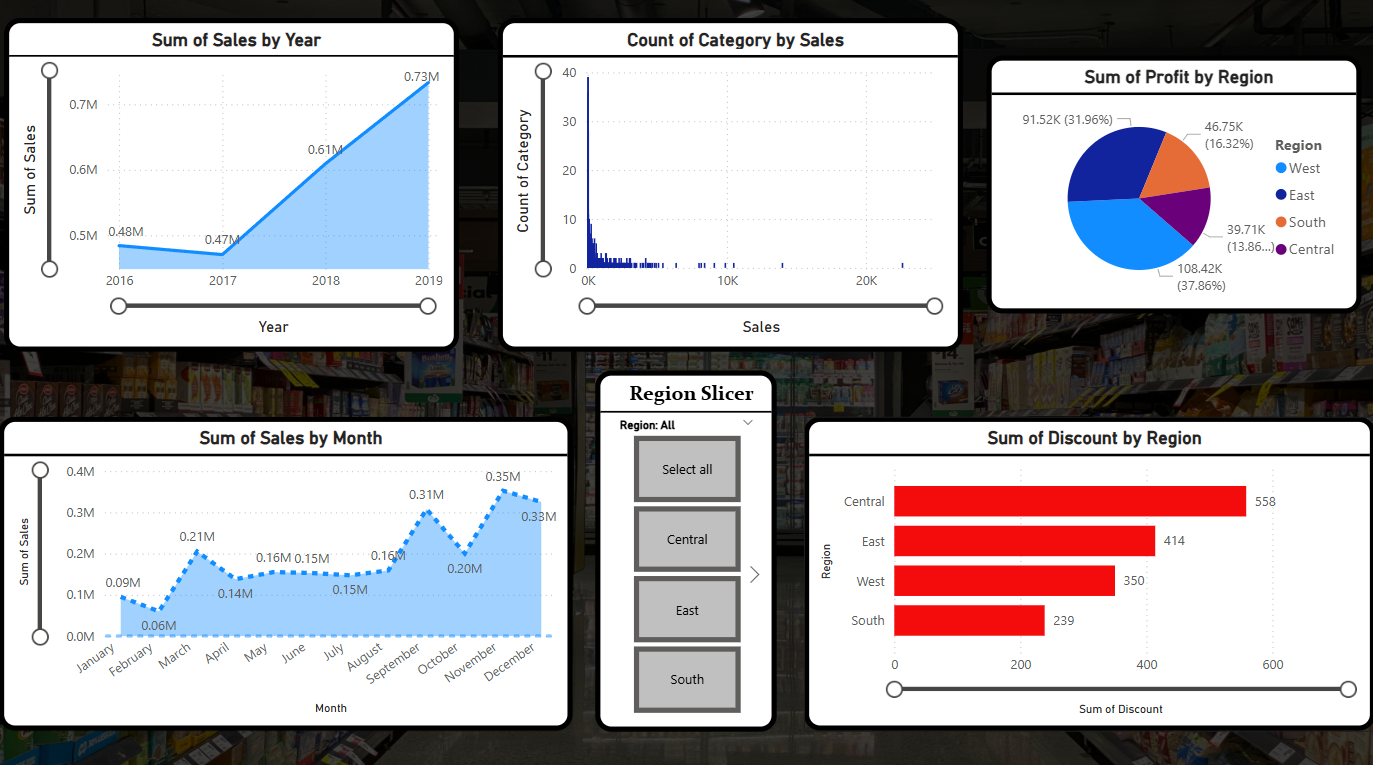 Sum of Sales by Year
Sum of Sales
0.7M
0.6M
0.5M
0.48M
0.47M
0.61M
0.73M
2016
2017
2018
2019
Year
Count of Category by Sales
Count of Category
40
30
20
10
0
0K
10K
20K
Sales
Sum of Profit by Region
91.52K (31.96%)
46.75K
(16.32%)
39.71K
(13.86...)
108.42K
(37.86%)
Region
West
East
South
Central
Sum of Sales by Month
Sum of Sales
0.4M
0.3M
0.2M
0.1M
0.0M
0.09M
0.06M
0.21M
0.14M
0.16M
0.15M
0.15M
0.16M
0.31M
0.20M
0.35M
0.33M
January
February
March
April
May
June
July
August
September
October
November
December
Month
Region Slicer
Region: All
Select all
Central
East
South
Sum of Discount by Region
Region
Central
558
East
414
West
350
South
239
0
200
400
600
Sum of Discount